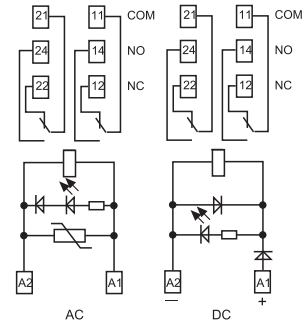 21 11 COM 21 11 COM
24 14 NO 24 14 NO
22 12 NC 22 12 NC
A2 A1 A2 A1
— +
AC DC